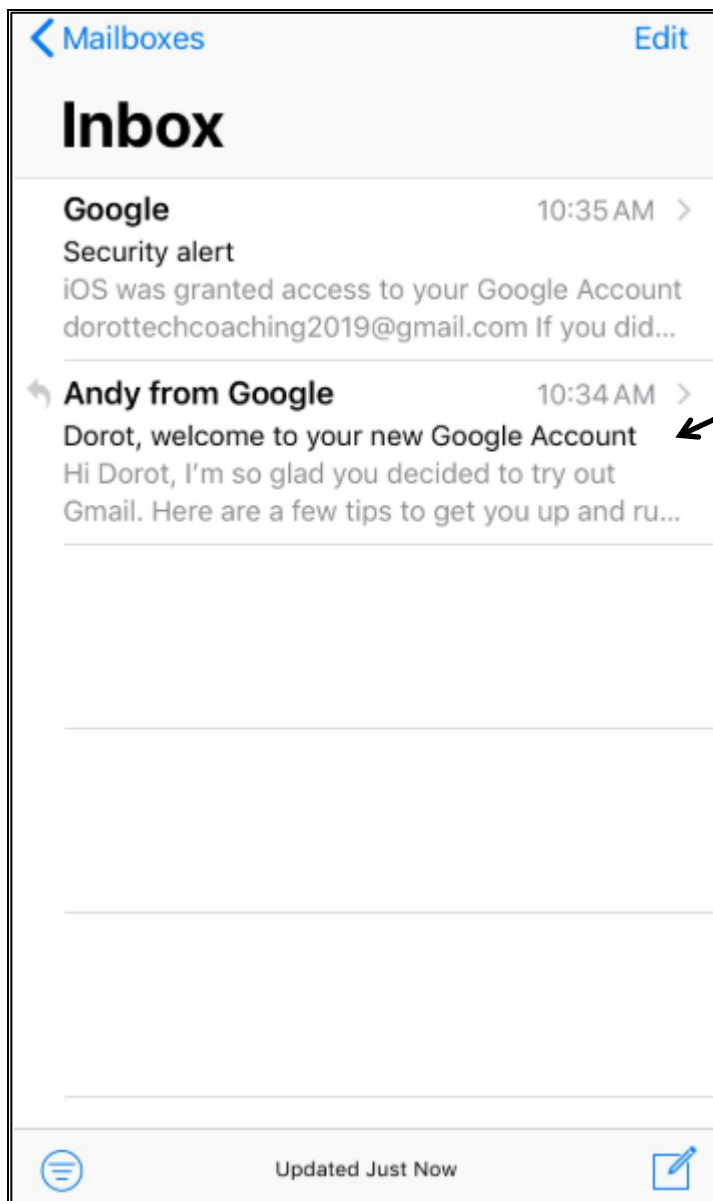 Mailboxes
Edit
Inbox
Google
10:35 AM
Security alert
iOS was granted access to your Google Account
dorottechcoaching2019@gmail.com If you did...
Andy from Google
10:34 AM
Dorot, welcome to your new Google Account
Hi Dorot, I'm so glad you decided to try out
Gmail. Here are a few tips to get you up and ru...
Updated Just Now